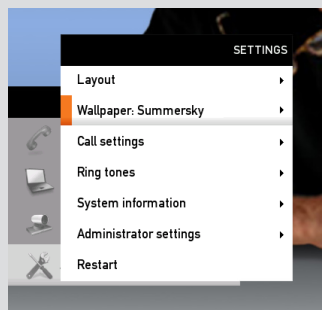 SETTINGS
Layout
Wallpaper: Summersky
Call settings
Ring tones
System information
Administrator settings
Restart